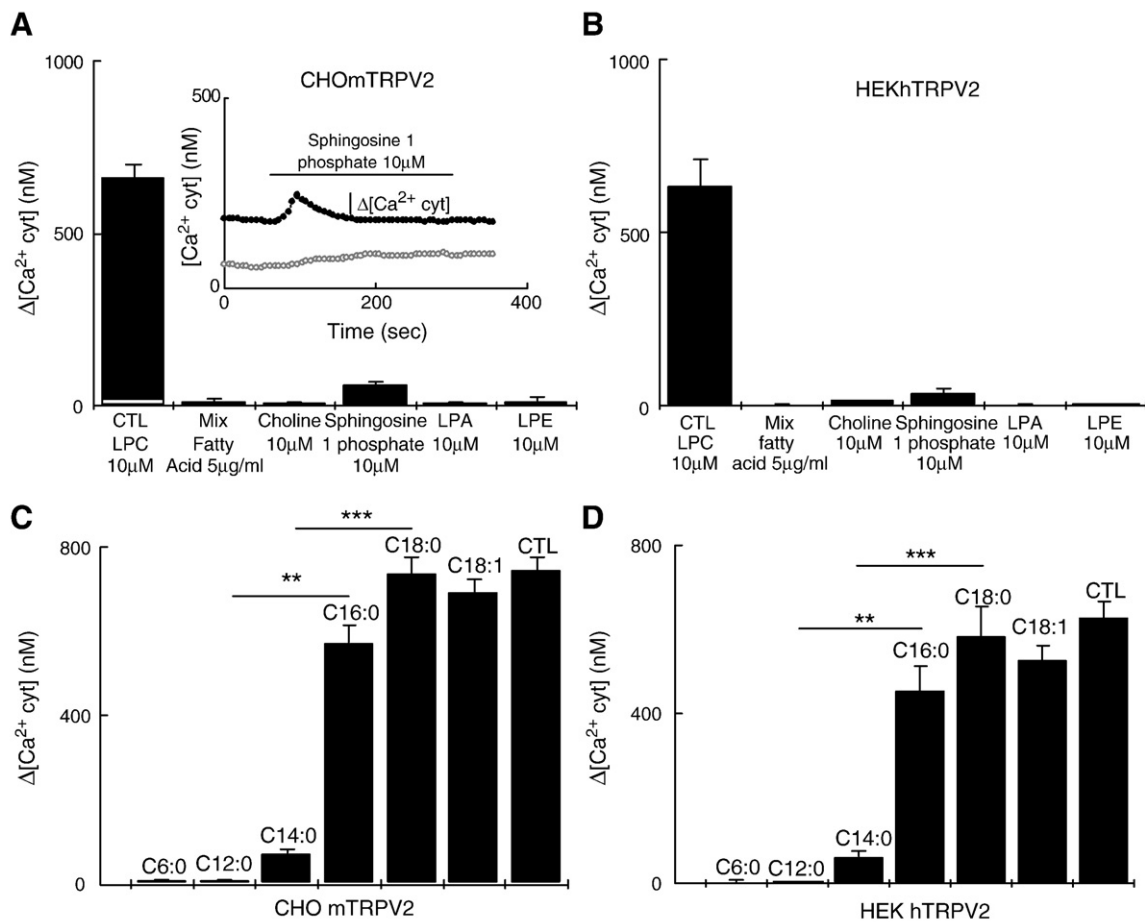 A
1000
500
0
Δ[Ca²⁺ cyt] (nM)
CHOmTRPV2
500
0
[Ca²⁺ cyt] (nM)
Sphingosine 1
phosphate 10µM
Δ[Ca²⁺ cyt]
0 200 400
Time (sec)
CTL
LPC
10µM
Mix
Fatty
Acid 5µg/ml
Choline
10µM
Sphingosine
1 phosphate
10µM
LPA
10µM
LPE
10µM
B
1000
500
0
Δ[Ca²⁺ cyt] (nM)
HEKhTRPV2
CTL
LPC
10µM
Mix
fatty
acid 5µg/ml
Choline
10µM
Sphingosine
1 phosphate
10µM
LPA
10µM
LPE
10µM
C
800
400
0
Δ[Ca²⁺ cyt] (nM)
***
**
C6:0
C12:0
C14:0
C16:0
C18:0
C18:1
CTL
CHO mTRPV2
D
800
400
0
Δ[Ca²⁺ cyt] (nM)
***
**
C6:0
C12:0
C14:0
C16:0
C18:0
C18:1
CTL
HEK hTRPV2